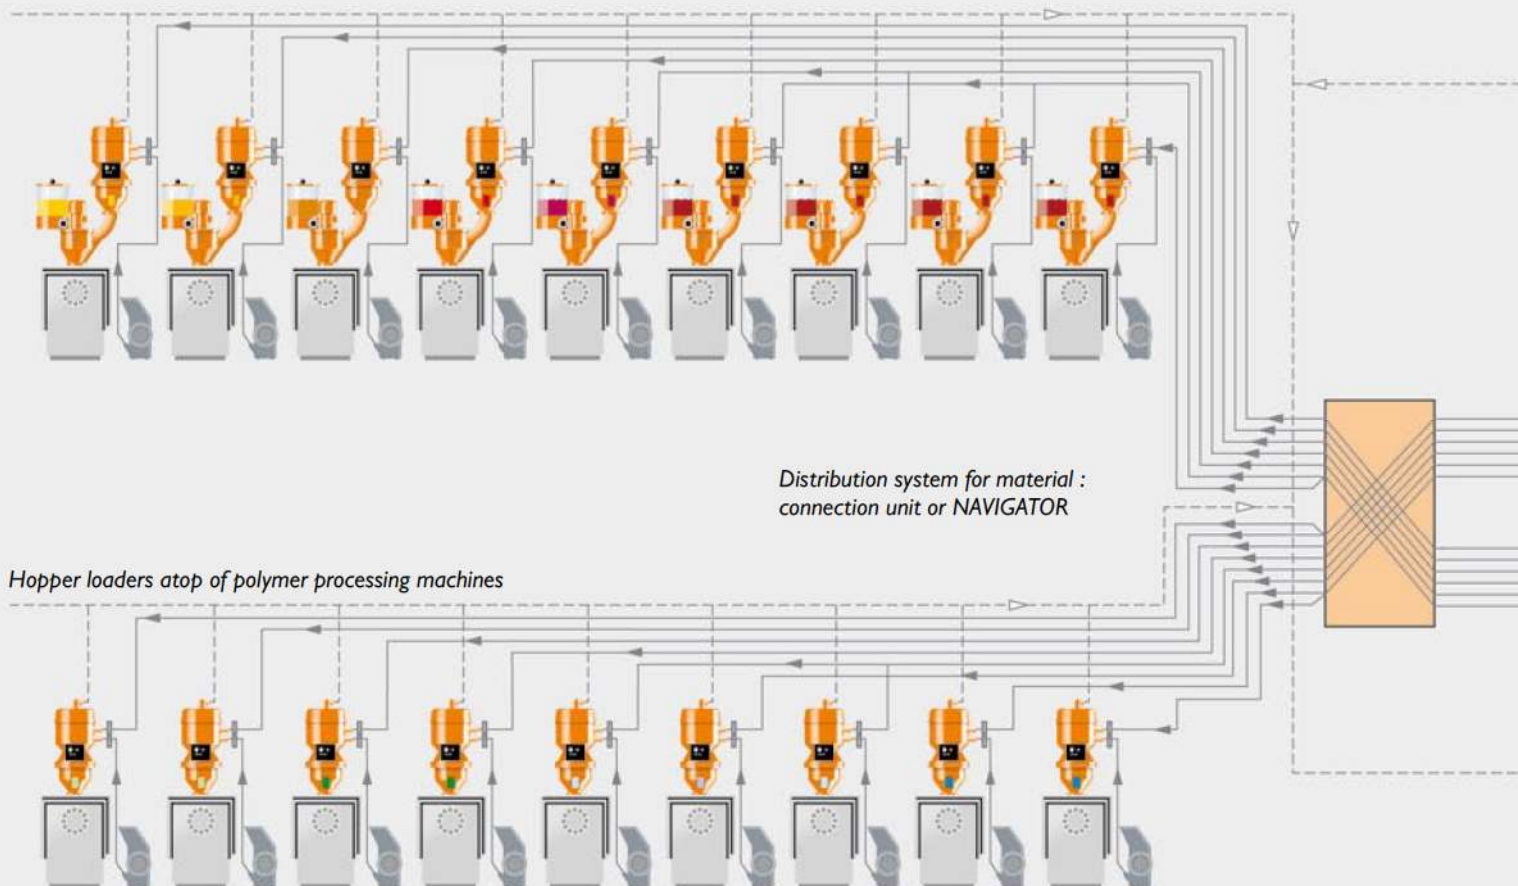 Distribution system for material :
connection unit or NAVIGATOR
Hopper loaders atop of polymer processing machines